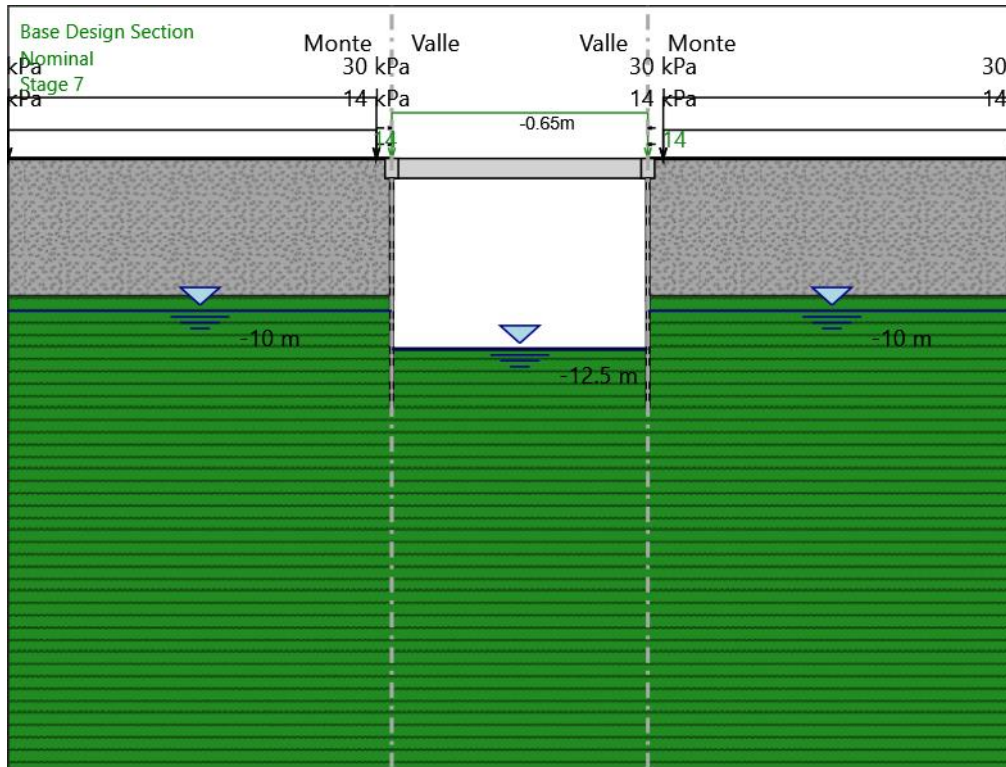 Base Design Section
Monte Valle Valle Monte
Nominal
kPa 30 kPa 30 kPa 30
Stage 7
kPa 14 kPa 14 kPa 14
-0.65m
14 14
-10 m -10 m
-12.5 m